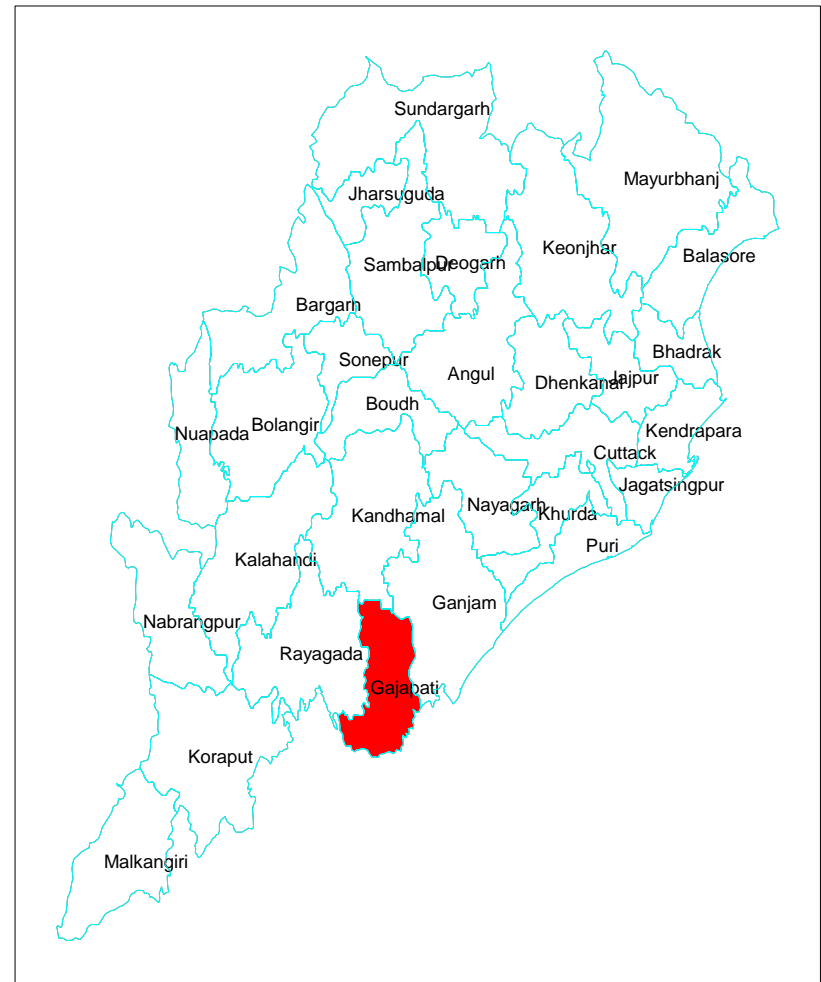 Sundargarh
Mayurbhanj
Jharsuguda
Keonjhar
Balasore
Sambalpur
Deogarh
Bargarh
Bhadrak
Sonepur
Angul
Dhenkanal
Jajpur
Boudh
Nuapada
Bolangir
Kendrapara
Cuttack
Jagatsingpur
Nayagarh
Kandhamal
Khurda
Puri
Kalahandi
Ganjam
Nabrangpur
Rayagada
Gajapati
Koraput
Malkangiri